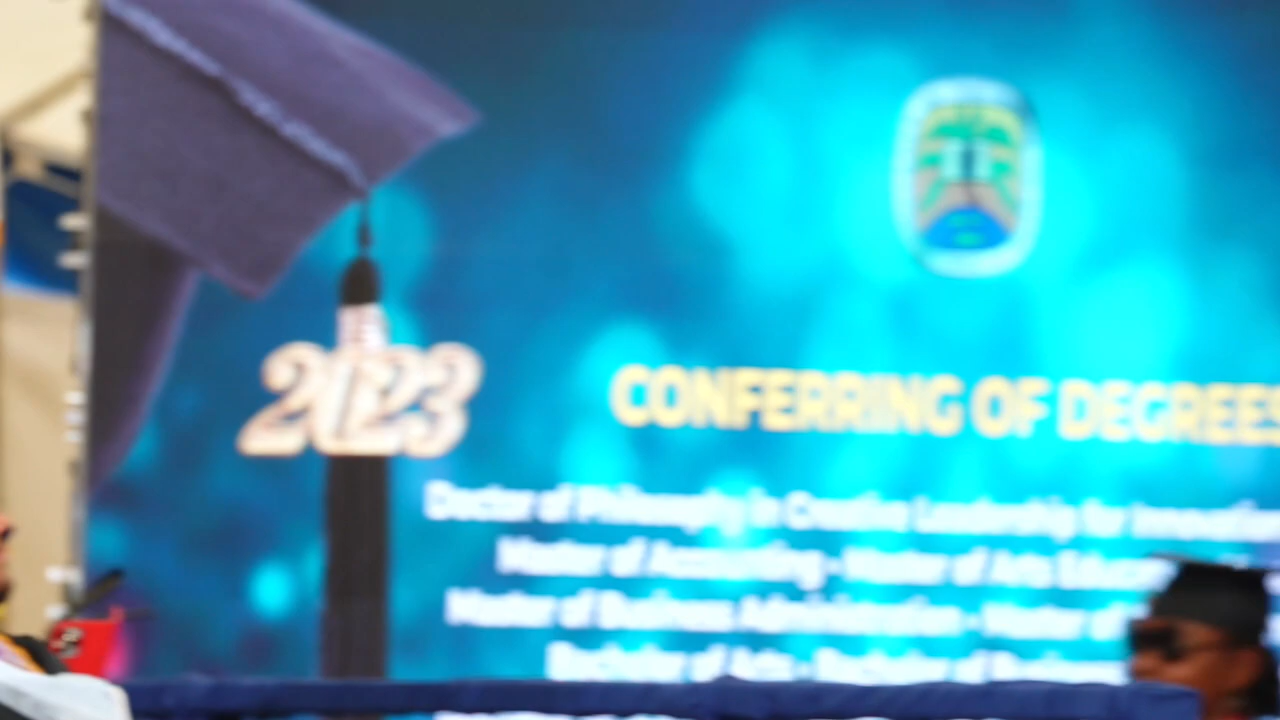 2023
CONFERRING OF DEGREES
Doctor of Philosophy in Creative Leadership for Innovation
Master of Accounting - Master of Arts
Master of Business Administration - Master of
Bachelor of Arts - Bachelor of